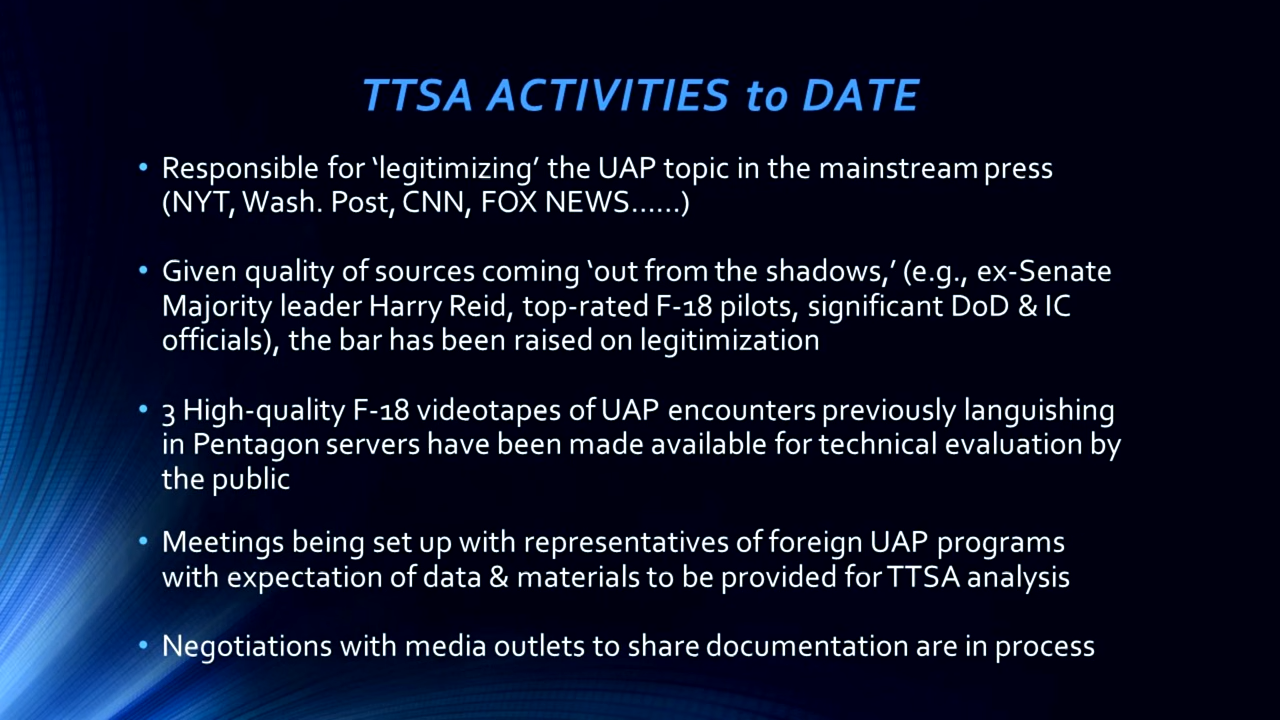 TTSA ACTIVITIES to DATE
• Responsible for ‘legitimizing’ the UAP topic in the mainstream press
(NYT, Wash. Post, CNN, FOX NEWS......)
• Given quality of sources coming ‘out from the shadows,’ (e.g., ex-Senate
Majority leader Harry Reid, top-rated F-18 pilots, significant DoD & IC
officials), the bar has been raised on legitimization
• 3 High-quality F-18 videotapes of UAP encounters previously languishing
in Pentagon servers have been made available for technical evaluation by
the public
• Meetings being set up with representatives of foreign UAP programs
with expectation of data & materials to be provided for TTSA analysis
• Negotiations with media outlets to share documentation are in process